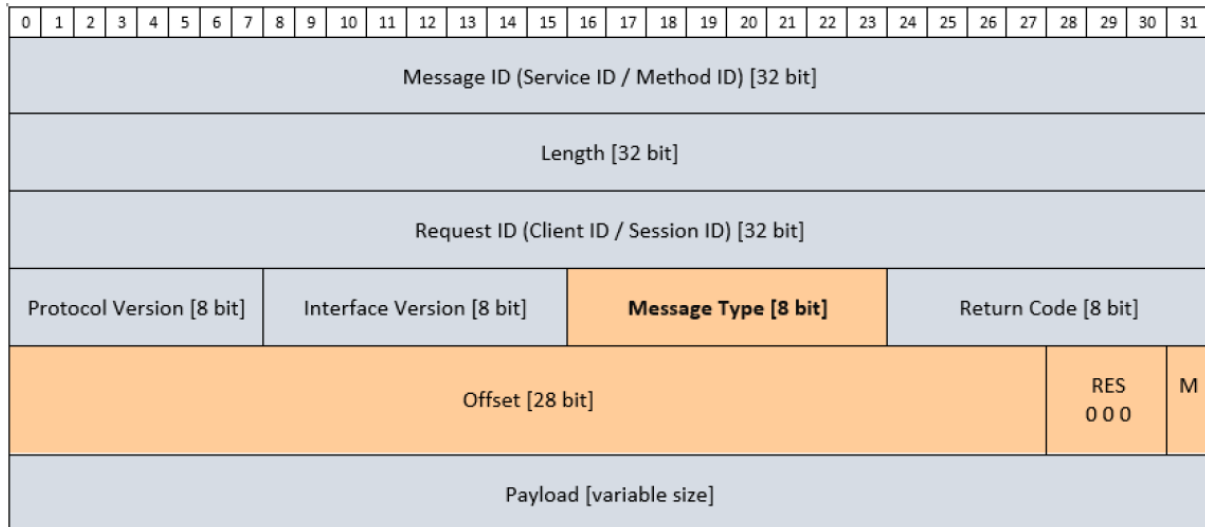 0 1 2 3 4 5 6 7 8 9 10 11 12 13 14 15 16 17 18 19 20 21 22 23 24 25 26 27 28 29 30 31
Message ID (Service ID / Method ID) [32 bit]
Length [32 bit]
Request ID (Client ID / Session ID) [32 bit]
Protocol Version [8 bit] Interface Version [8 bit] Message Type [8 bit] Return Code [8 bit]
Offset [28 bit] RES M
0 0 0
Payload [variable size]